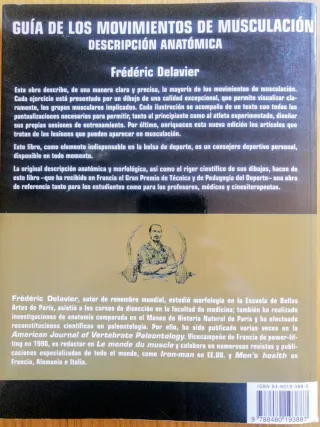 GUÍA DE LOS MOVIMIENTOS DE MUSCULACIÓN
DESCRIPCIÓN ANATÓMICA
Frédéric Delavier
Este obra describe, de una manera clara y precisa, la mayoría de los movimientos de musculación.
Cada ejercicio está presentado por un dibujo de una calidad excepcional, que permite visualizar cla-
ramente, los grupos musculares implicados. Cada ilustración se acompaña de un texto con todas las
puntualizaciones necesarias para permitir, tanto al principiante como al atleta experimentado, diseñar
sus propias sesiones de entrenamiento. Por último, enriquecen esta nueva edición los artículos que
tratan de las lesiones que pueden aparecer en musculación.
Este libro, como elemento indispensable en la bolsa de deporte, es un consejero deportivo personal,
disponible en todo momento.
La original descripción anatómica y morfológica, así como el rigor científico de sus dibujos, hacen de
este libro -que ha recibido en Francia el Gran Premio de Técnica y de Pedagogía del Deporte- una obra
de referencia tanto para los estudiantes como para los profesores, médicos y cinesiterapeutas.
Frédéric Delavier, autor de renombre mundial, estudió morfología en la Escuela de Bellas
Artes de París, asistió a los cursos de disección en la facultad de medicina; también ha realizado
investigaciones de anatomía comparada en el Museo de Historia Natural de París y ha efectuado
reconstituciones científicas en paleontología. Por ello, ha sido publicado varias veces en la
American Journal of Vertebrate Paleontology. Vicecampeón de Francia de power-lif-
ting en 1988, es redactor en Le monde du muscle y colabora en numerosas revistas y publi-
caciones especializadas de todo el mundo, como Iron-man en EE.UU. y Men's health en
Francia, Alemania e Italia.